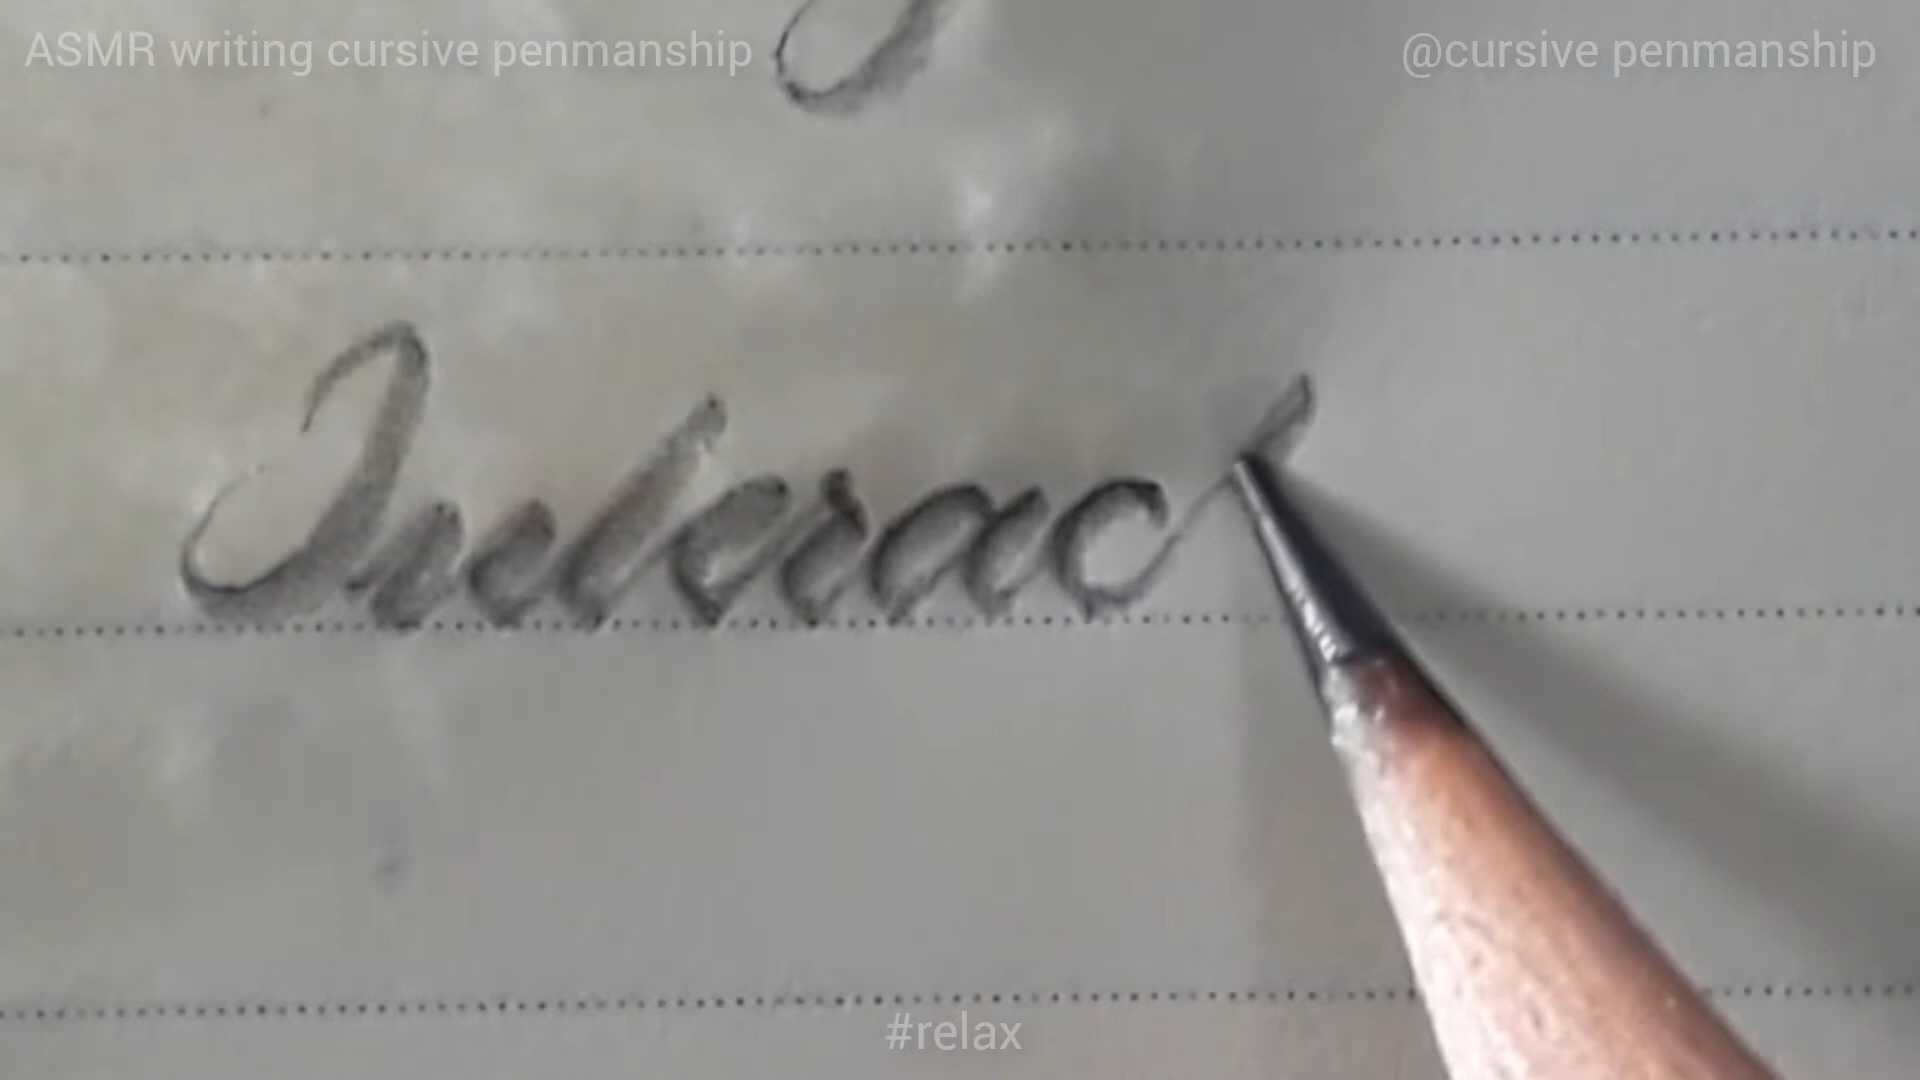 ASMR writing cursive penmanship
@cursive penmanship
Interact
#relax